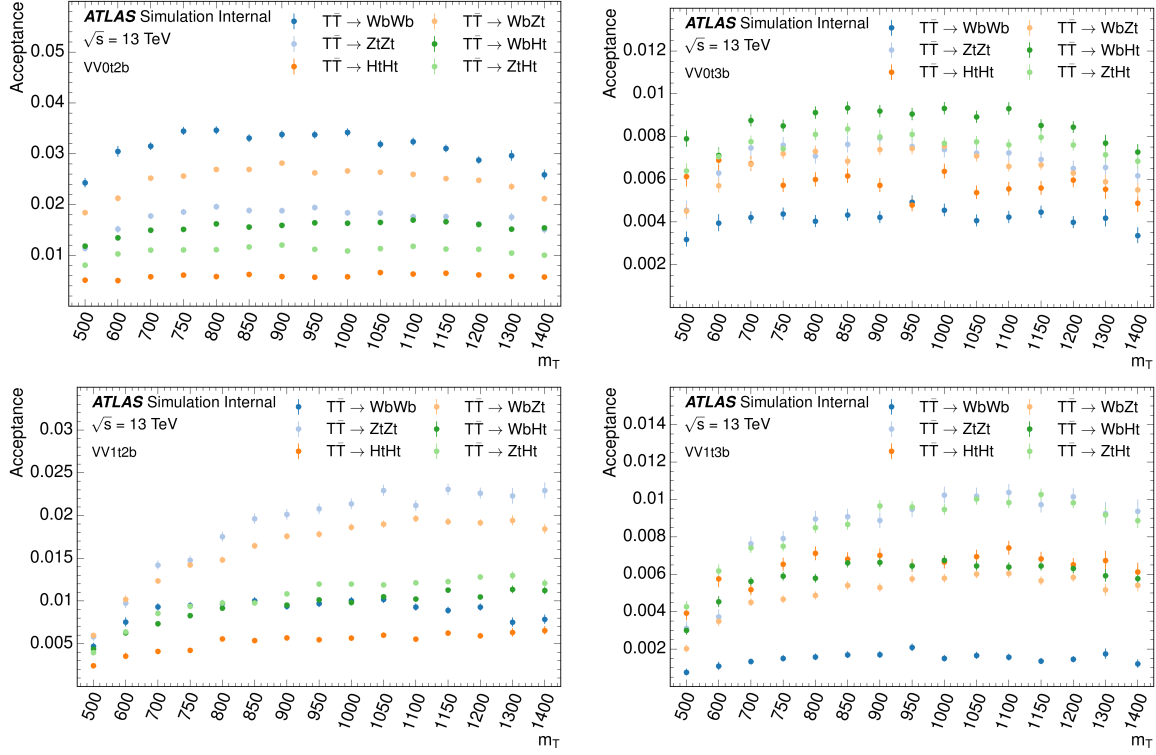 ATLAS Simulation Internal
√s = 13 TeV
VV0t2b
TT̄ → WbWb
TT̄ → ZtZt
TT̄ → HtHt
TT̄ → WbZt
TT̄ → WbHt
TT̄ → ZtHt
Acceptance
0.05
0.04
0.03
0.02
0.01
500 600 700 750 800 850 900 950 1000 1050 1100 1150 1200 1300 1400
m_T
ATLAS Simulation Internal
√s = 13 TeV
VV0t3b
TT̄ → WbWb
TT̄ → ZtZt
TT̄ → HtHt
TT̄ → WbZt
TT̄ → WbHt
TT̄ → ZtHt
Acceptance
0.012
0.01
0.008
0.006
0.004
0.002
500 600 700 750 800 850 900 950 1000 1050 1100 1150 1200 1300 1400
m_T
ATLAS Simulation Internal
√s = 13 TeV
VV1t2b
TT̄ → WbWb
TT̄ → ZtZt
TT̄ → HtHt
TT̄ → WbZt
TT̄ → WbHt
TT̄ → ZtHt
Acceptance
0.03
0.025
0.02
0.015
0.01
0.005
500 600 700 750 800 850 900 950 1000 1050 1100 1150 1200 1300 1400
m_T
ATLAS Simulation Internal
√s = 13 TeV
VV1t3b
TT̄ → WbWb
TT̄ → ZtZt
TT̄ → HtHt
TT̄ → WbZt
TT̄ → WbHt
TT̄ → ZtHt
Acceptance
0.014
0.012
0.01
0.008
0.006
0.004
0.002
500 600 700 750 800 850 900 950 1000 1050 1100 1150 1200 1300 1400
m_T